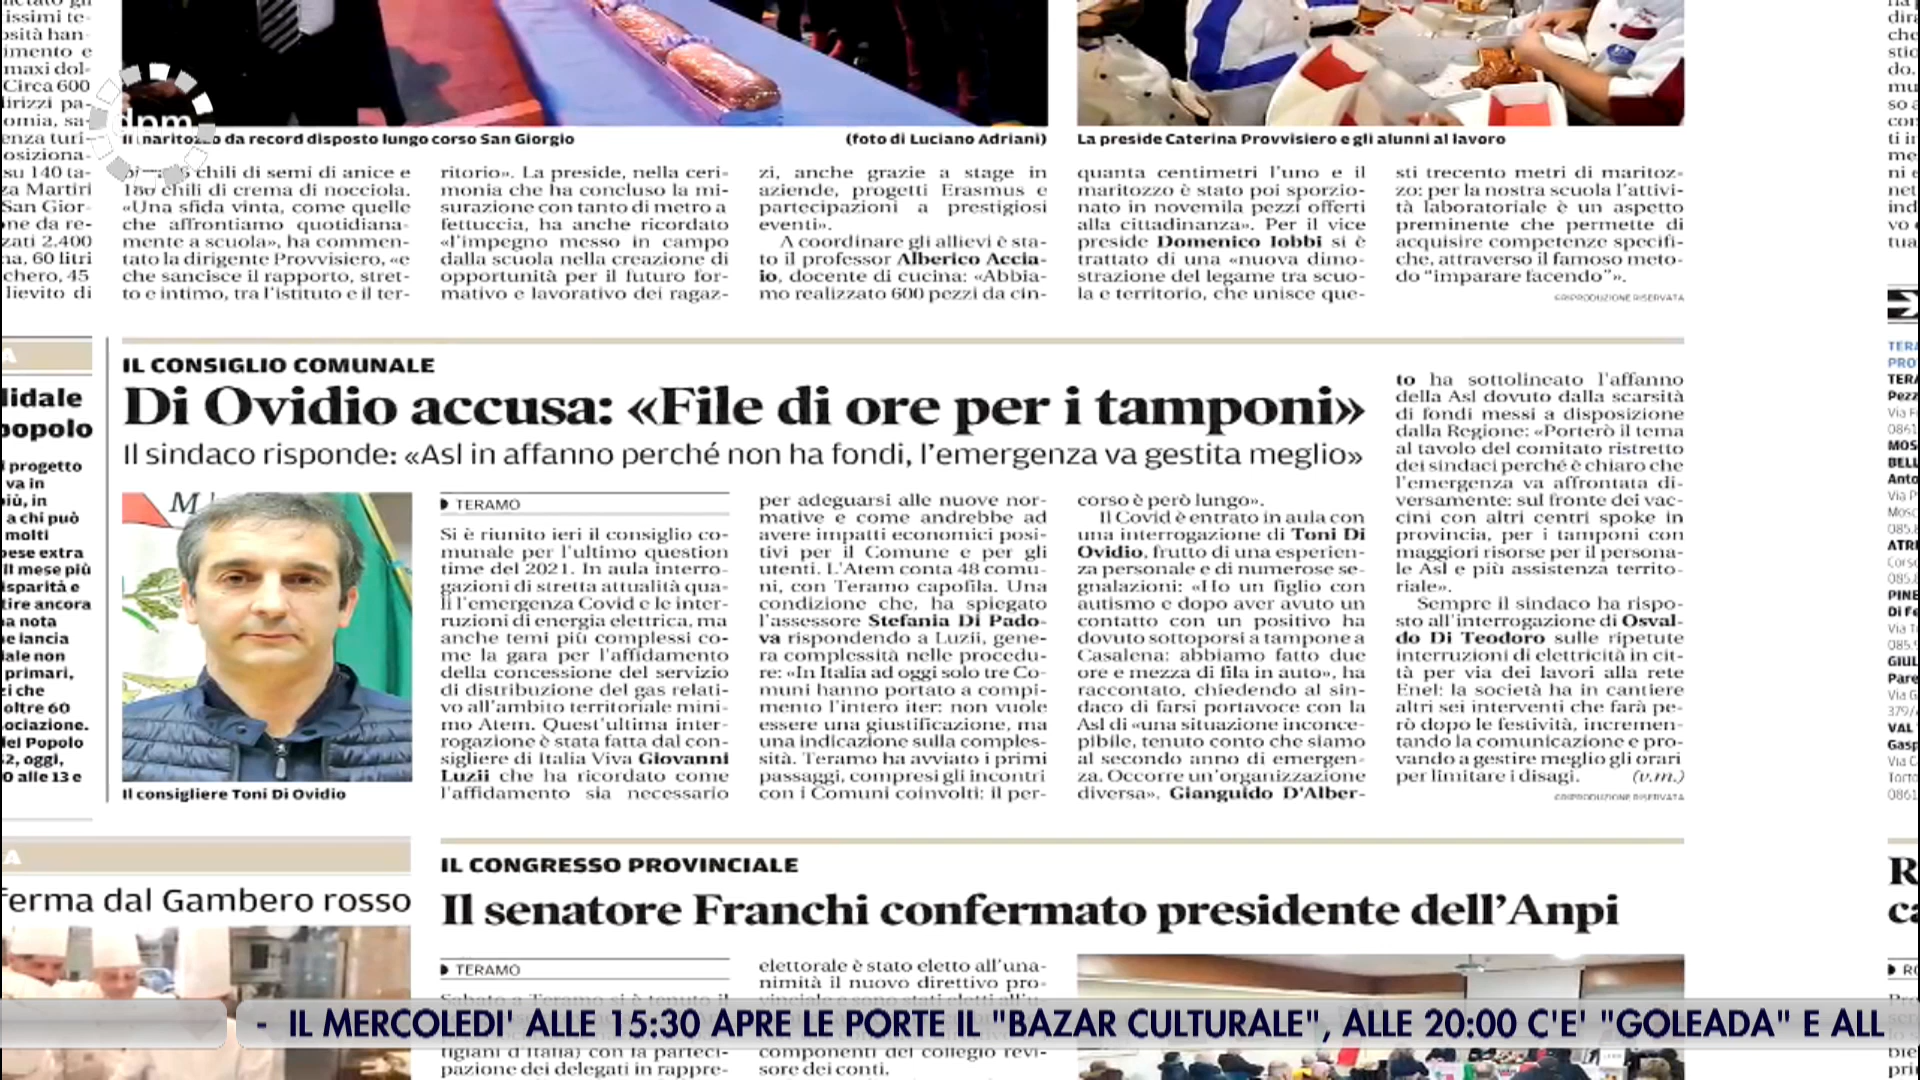 Il maritozzo da record disposto lungo corso San Giorgio
(foto di Luciano Adriani)
La preside Caterina Provvisiero e gli alunni al lavoro
dpm
chili di semi di anice e
180 chili di crema di nocciola.
«Una sfida vinta, come quelle
che affrontiamo quotidiana-
mente a scuola», ha commen-
tato la dirigente Provvisiero, «e
che sancisce il rapporto, stret-
to e intimo, tra l'istituto e il ter-
ritorio». La preside, nella ceri-
monia che ha concluso la mi-
surazione con tanto di metro a
fettuccia, ha anche ricordato
«l'impegno messo in campo
dalla scuola nella creazione di
opportunità per il futuro for-
mativo e lavorativo dei ragaz-
zi, anche grazie a stage in
aziende, progetti Erasmus e
partecipazioni a prestigiosi
eventi».
A coordinare gli allievi è sta-
to il professor Alberico Accia-
io, docente di cucina: «Abbia-
mo realizzato 600 pezzi da cin-
quanta centimetri l'uno e il
maritozzo è stato poi sporzio-
nato in novemila pezzi offerti
alla cittadinanza». Per il vice
preside Domenico Iobbi si è
trattato di una «nuova dimo-
strazione del legame tra scuo-
la e territorio, che unisce que-
sti trecento metri di maritoz-
zo: per la nostra scuola l'attivi-
tà laboratoriale è un aspetto
preminente che permette di
acquisire competenze specifi-
che, attraverso il famoso meto-
do "imparare facendo"».
©RIPRODUZIONE RISERVATA
IL CONSIGLIO COMUNALE
Di Ovidio accusa: «File di ore per i tamponi»
Il sindaco risponde: «Asl in affanno perché non ha fondi, l'emergenza va gestita meglio»
Il consigliere Toni Di Ovidio
TERAMO
Si è riunito ieri il consiglio co-
munale per l'ultimo question
time del 2021. In aula interro-
gazioni di stretta attualità qua-
li l'emergenza Covid e le inter-
ruzioni di energia elettrica, ma
anche temi più complessi co-
me la gara per l'affidamento
della concessione del servizio
di distribuzione del gas relati-
vo all'ambito territoriale mini-
mo Atem. Quest'ultima inter-
rogazione è stata fatta dal con-
sigliere di Italia Viva Giovanni
Luzii che ha ricordato come
l'affidamento sia necessario
per adeguarsi alle nuove nor-
mative e come andrebbe ad
avere impatti economici posi-
tivi per il Comune e per gli
utenti. L'Atem conta 48 comu-
ni, con Teramo capofila. Una
condizione che, ha spiegato
l'assessore Stefania Di Pado-
va rispondendo a Luzii, gene-
ra complessità nelle procedu-
re: «In Italia ad oggi solo tre Co-
muni hanno portato a compi-
mento l'intero iter: non vuole
essere una giustificazione, ma
una indicazione sulla comples-
sità. Teramo ha avviato i primi
passaggi, compresi gli incontri
con i Comuni coinvolti: il per-
corso è però lungo».
Il Covid è entrato in aula con
una interrogazione di Toni Di
Ovidio, frutto di una esperien-
za personale e di numerose se-
gnalazioni: «Ho un figlio con
autismo e dopo aver avuto un
contatto con un positivo ha
dovuto sottoporsi a tampone a
Casalena: abbiamo fatto due
ore e mezza di fila in auto», ha
raccontato, chiedendo al sin-
daco di farsi portavoce con la
Asl di «una situazione inconce-
pibile, tenuto conto che siamo
al secondo anno di emergen-
za. Occorre un'organizzazione
diversa». Gianguido D'Alber-
to ha sottolineato l'affanno
della Asl dovuto dalla scarsità
di fondi messi a disposizione
dalla Regione: «Porterò il tema
al tavolo del comitato ristretto
dei sindaci perché è chiaro che
l'emergenza va affrontata di-
versamente: sul fronte dei vac-
cini con altri centri spoke in
provincia, per i tamponi con
maggiori risorse per il persona-
le Asl e più assistenza territo-
riale».
Sempre il sindaco ha rispo-
sto all'interrogazione di Osval-
do Di Teodoro sulle ripetute
interruzioni di elettricità in cit-
tà per via dei lavori alla rete
Enel: la società ha in cantiere
altri sei interventi che farà pe-
rò dopo le festività, incremen-
tando la comunicazione e pro-
vando a gestire meglio gli orari
per limitare i disagi. (v.m.)
©RIPRODUZIONE RISERVATA
ferma dal Gambero rosso
IL CONGRESSO PROVINCIALE
Il senatore Franchi confermato presidente dell'Anpi
TERAMO
Sabato a Teramo si è tenuto il
tigiani d'Italia) con la parteci-
pazione dei delegati in rappre-
elettorale è stato eletto all'una-
nimità il nuovo direttivo pro-
vinciale e sono stati eletti all'u-
componenti del collegio revi-
sore dei conti.
- IL MERCOLEDI' ALLE 15:30 APRE LE PORTE IL "BAZAR CULTURALE", ALLE 20:00 C'E' "GOLEADA" E ALL